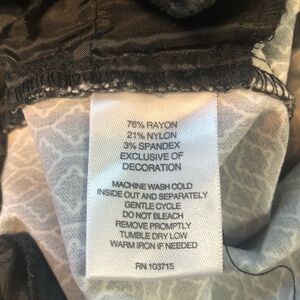 76% RAYON
21% NYLON
3% SPANDEX
EXCLUSIVE OF
DECORATION
MACHINE WASH COLD
INSIDE OUT AND SEPARATELY
GENTLE CYCLE
DO NOT BLEACH
REMOVE PROMPTLY
TUMBLE DRY LOW
WARM IRON IF NEEDED
RN 103715